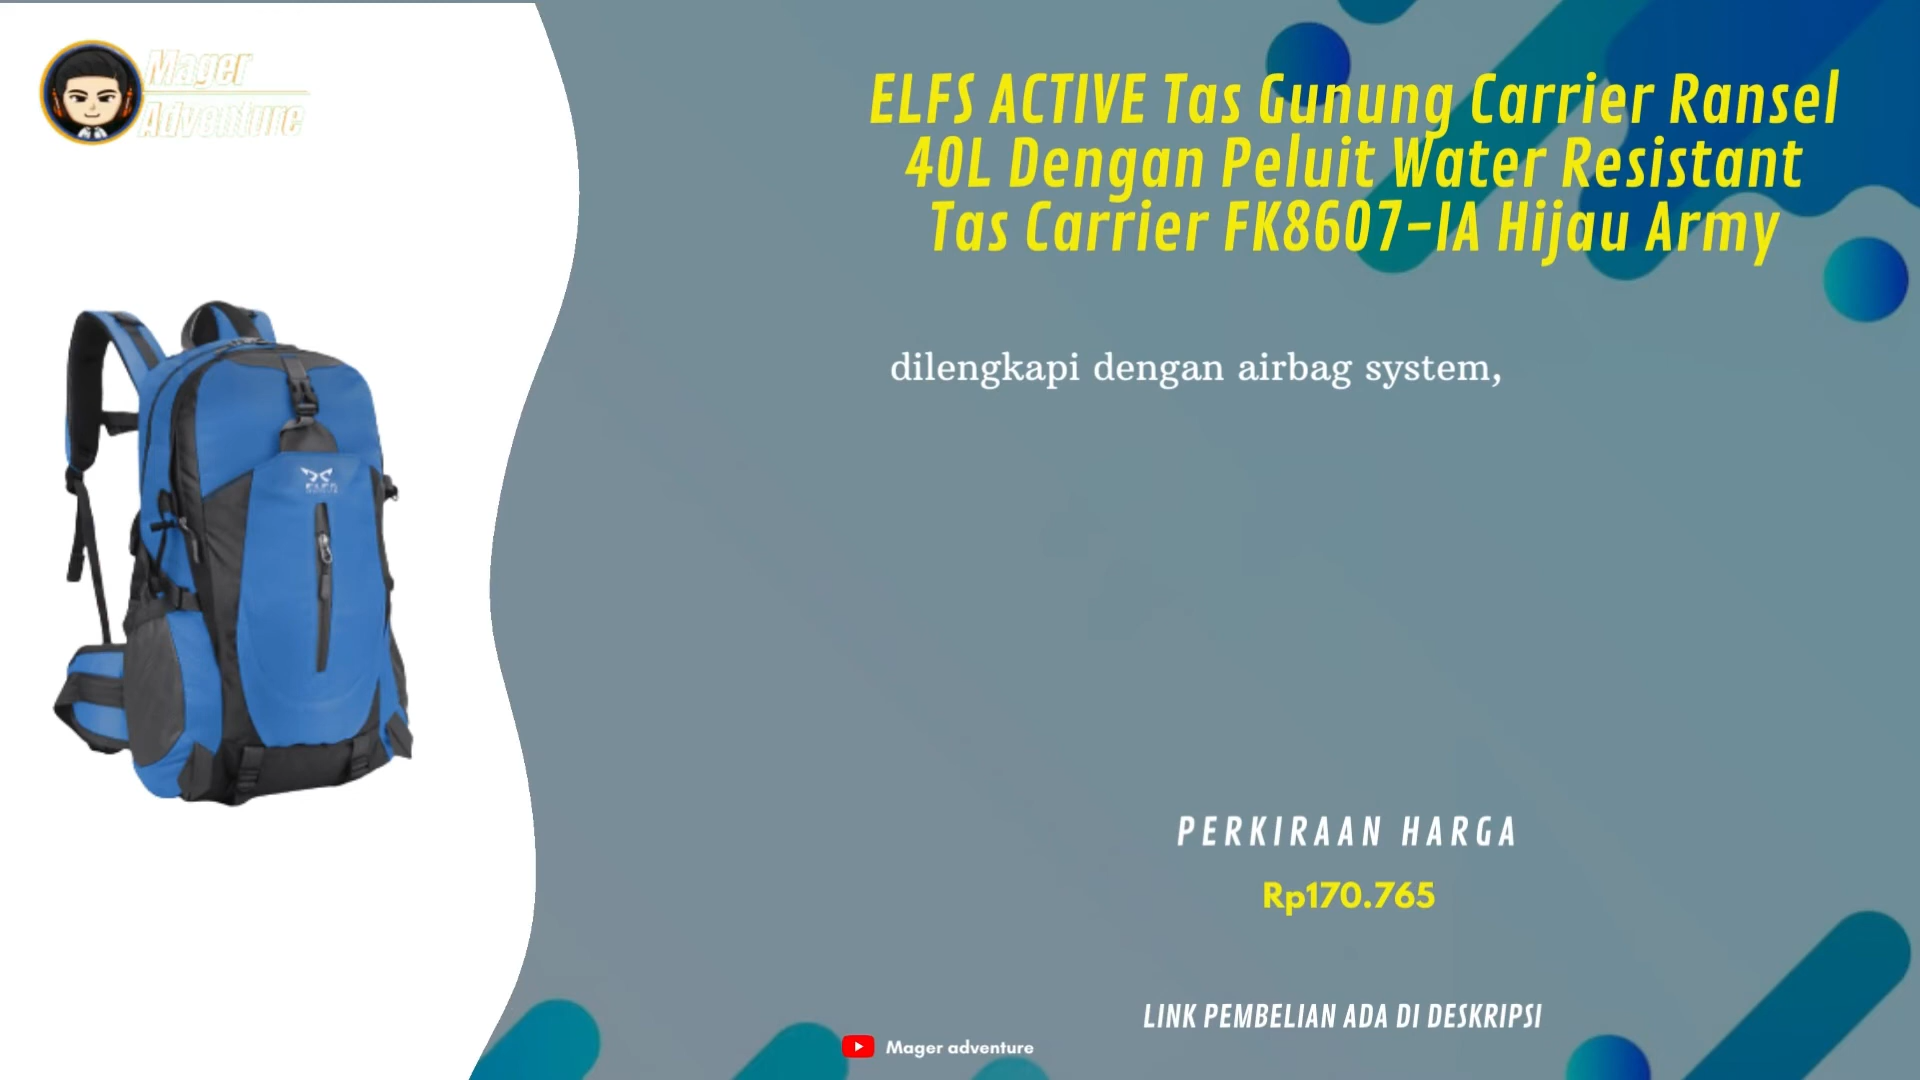 Mager
Adventure
ELFS ACTIVE Tas Gunung Carrier Ransel
40L Dengan Peluit Water Resistant
Tas Carrier FK8607-IA Hijau Army
dilengkapi dengan airbag system,
ELFS
PERKIRAAN HARGA
Rp170.765
LINK PEMBELIAN ADA DI DESKRIPSI
Mager adventure